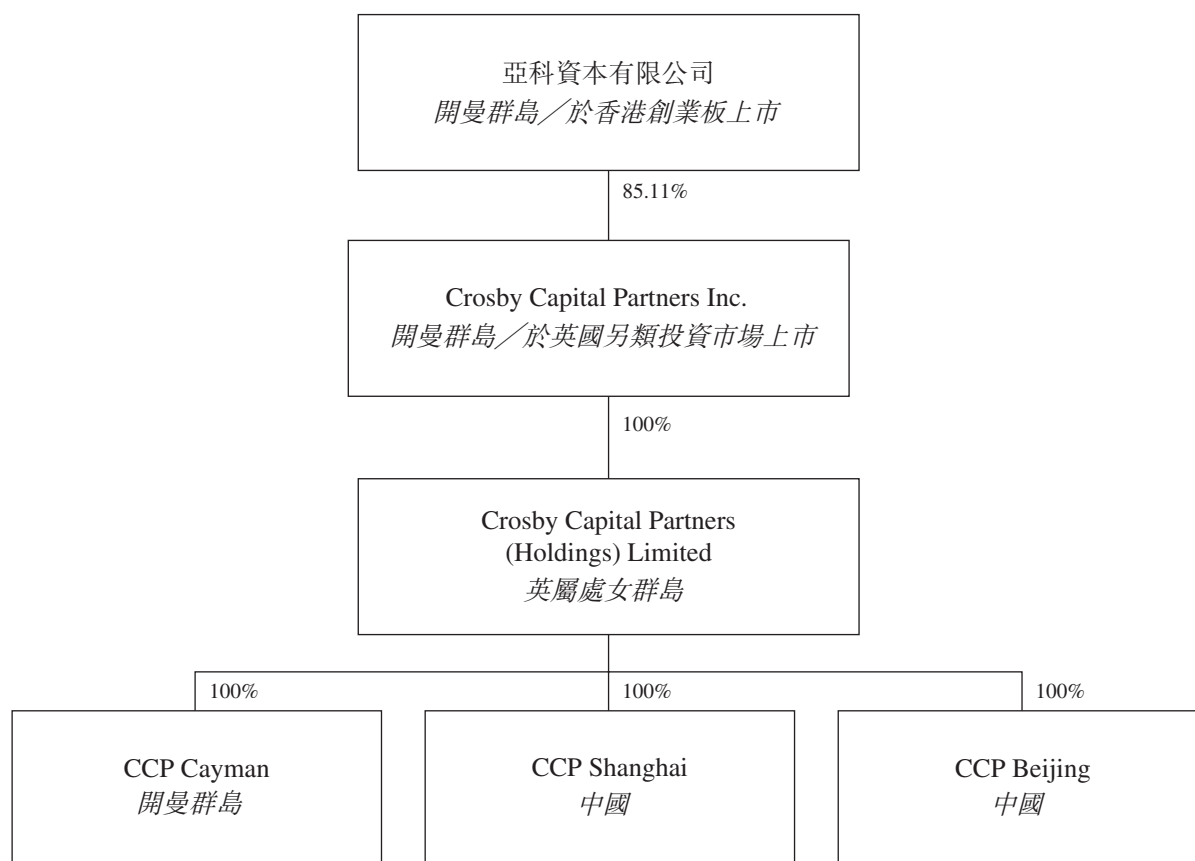 亞科資本有限公司
開曼群島／於香港創業板上市
85.11%
Crosby Capital Partners Inc.
開曼群島／於英國另類投資市場上市
100%
Crosby Capital Partners
(Holdings) Limited
英屬處女群島
100%
100%
100%
CCP Cayman
開曼群島
CCP Shanghai
中國
CCP Beijing
中國